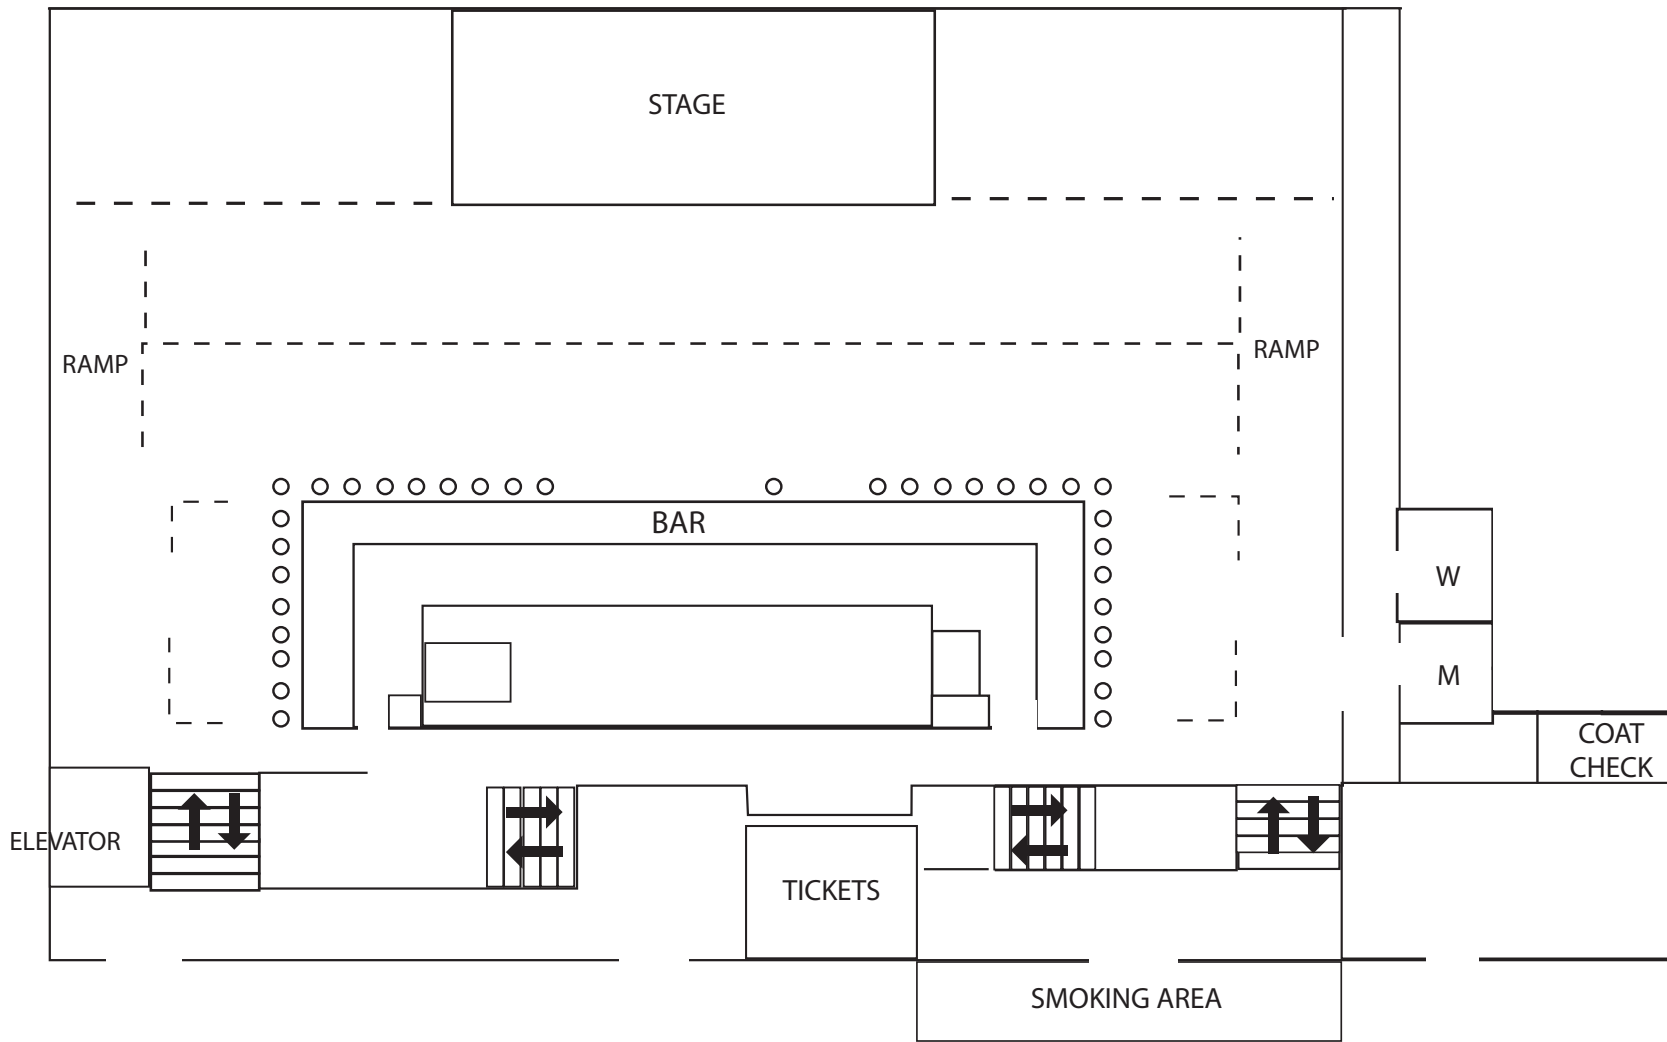 STAGE
RAMP
RAMP
BAR
W
M
COAT
CHECK
ELEVATOR
TICKETS
SMOKING AREA